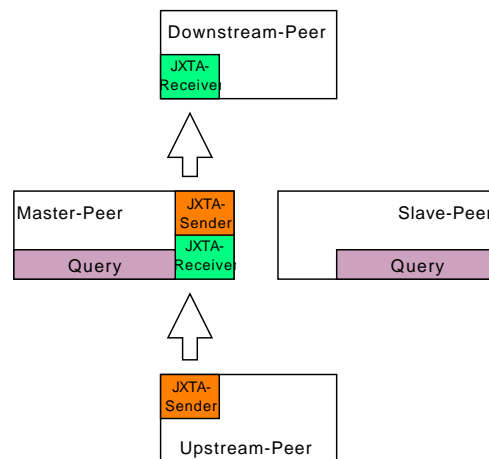 Downstream-Peer
JXTA-
Receiver
Master-Peer
JXTA-
Sender
Slave-Peer
Query
JXTA-
Receiver
Query
JXTA-
Sender
Upstream-Peer